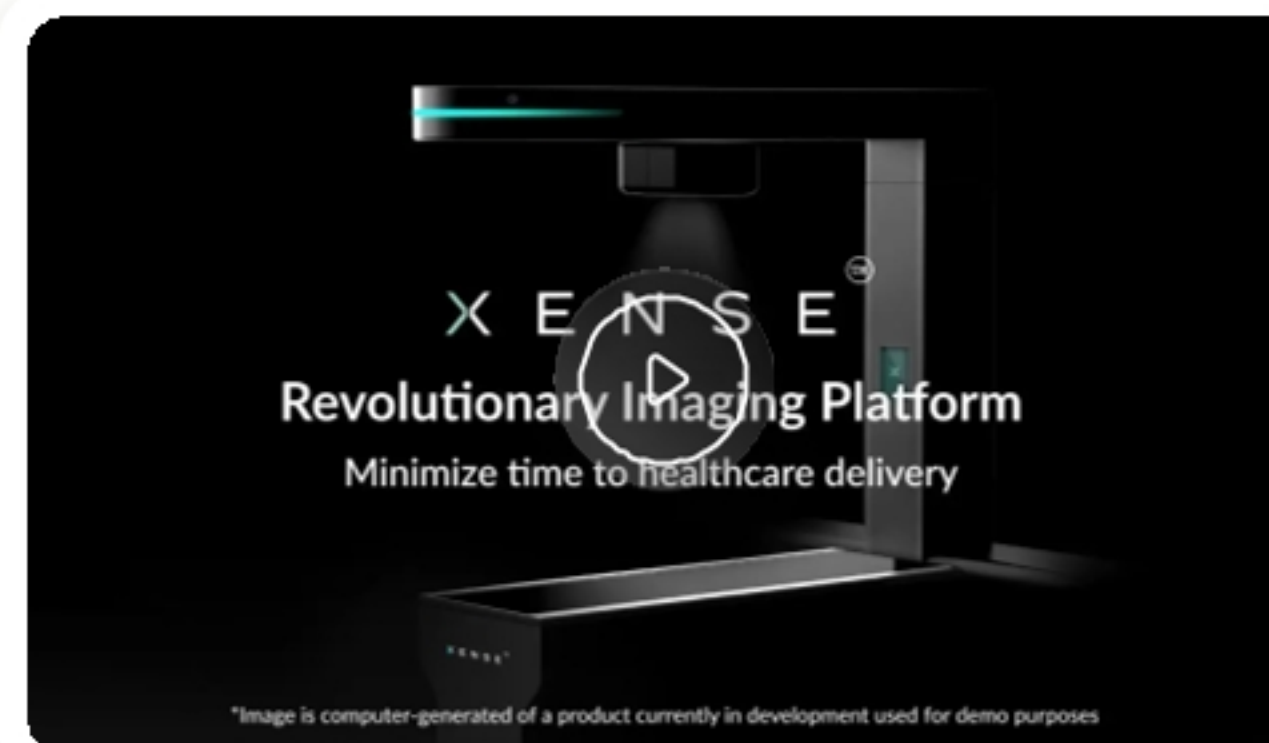 XENSE™
Revolutionary Imaging Platform
Minimize time to healthcare delivery
XENSE
*Image is computer-generated of a product currently in development used for demo purposes